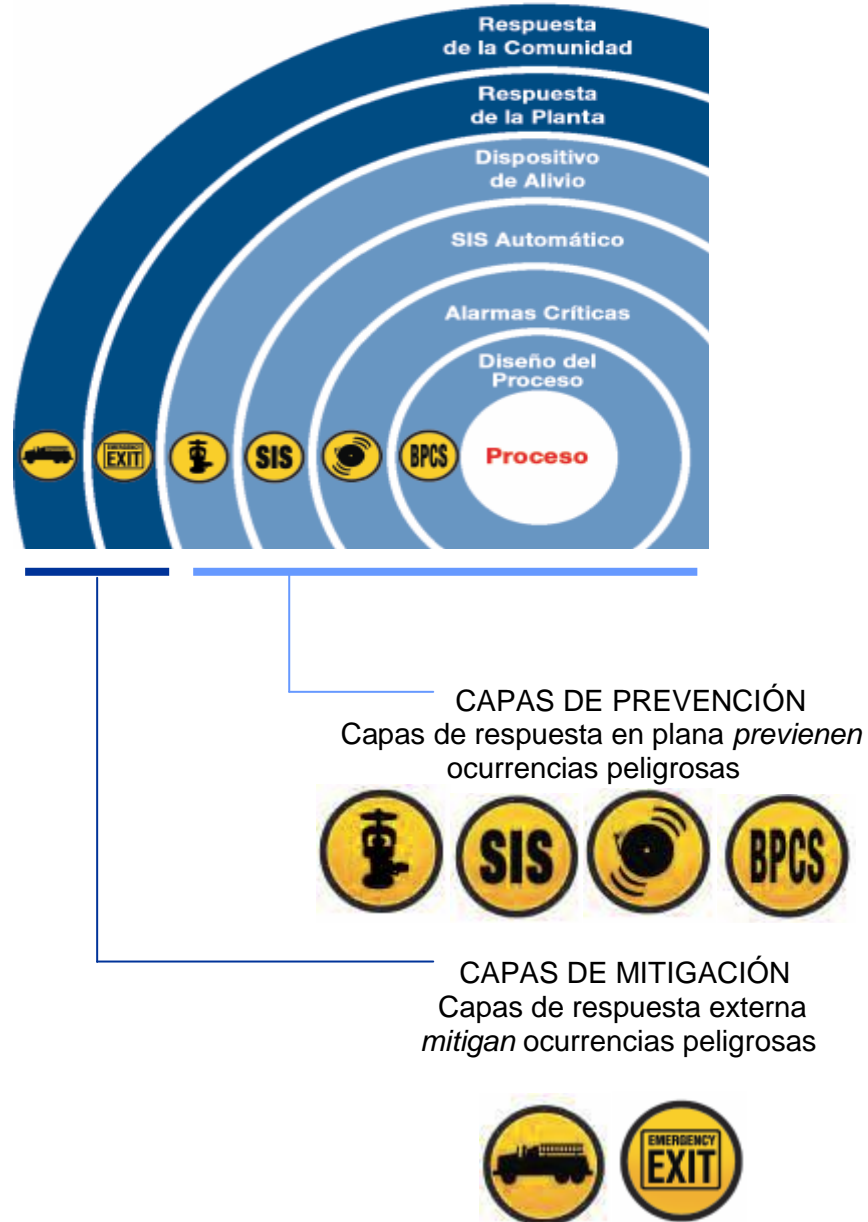 Respuesta
de la Comunidad
Respuesta
de la Planta
Dispositivo
de Alivio
SIS Automático
Alarmas Críticas
Diseño del
Proceso
EMERGENCY
EXIT
SIS
BPCS
Proceso
CAPAS DE PREVENCIÓN
Capas de respuesta en plana previenen
ocurrencias peligrosas
SIS
BPCS
CAPAS DE MITIGACIÓN
Capas de respuesta externa
mitigan ocurrencias peligrosas
EMERGENCY
EXIT